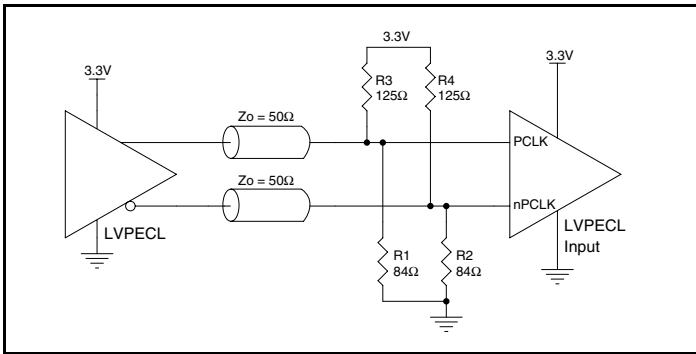 3.3V
3.3V
3.3V
R3
125Ω
R4
125Ω
Zo = 50Ω
PCLK
Zo = 50Ω
nPCLK
LVPECL
LVPECL
Input
R1
84Ω
R2
84Ω